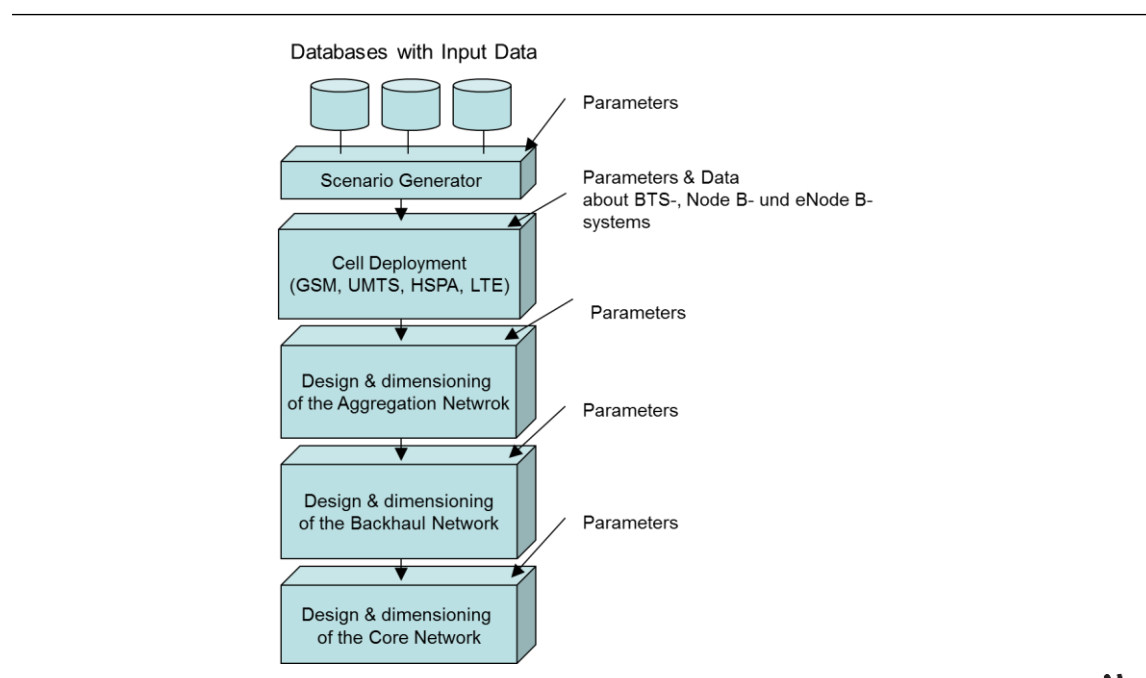 Databases with Input Data
Parameters
Scenario Generator
Parameters & Data
about BTS-, Node B- und eNode B-
systems
Cell Deployment
(GSM, UMTS, HSPA, LTE)
Parameters
Design & dimensioning
of the Aggregation Netwrok
Parameters
Design & dimensioning
of the Backhaul Network
Parameters
Design & dimensioning
of the Core Network